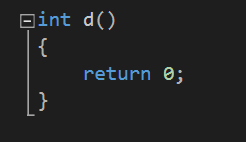 int d()
{
    return 0;
}